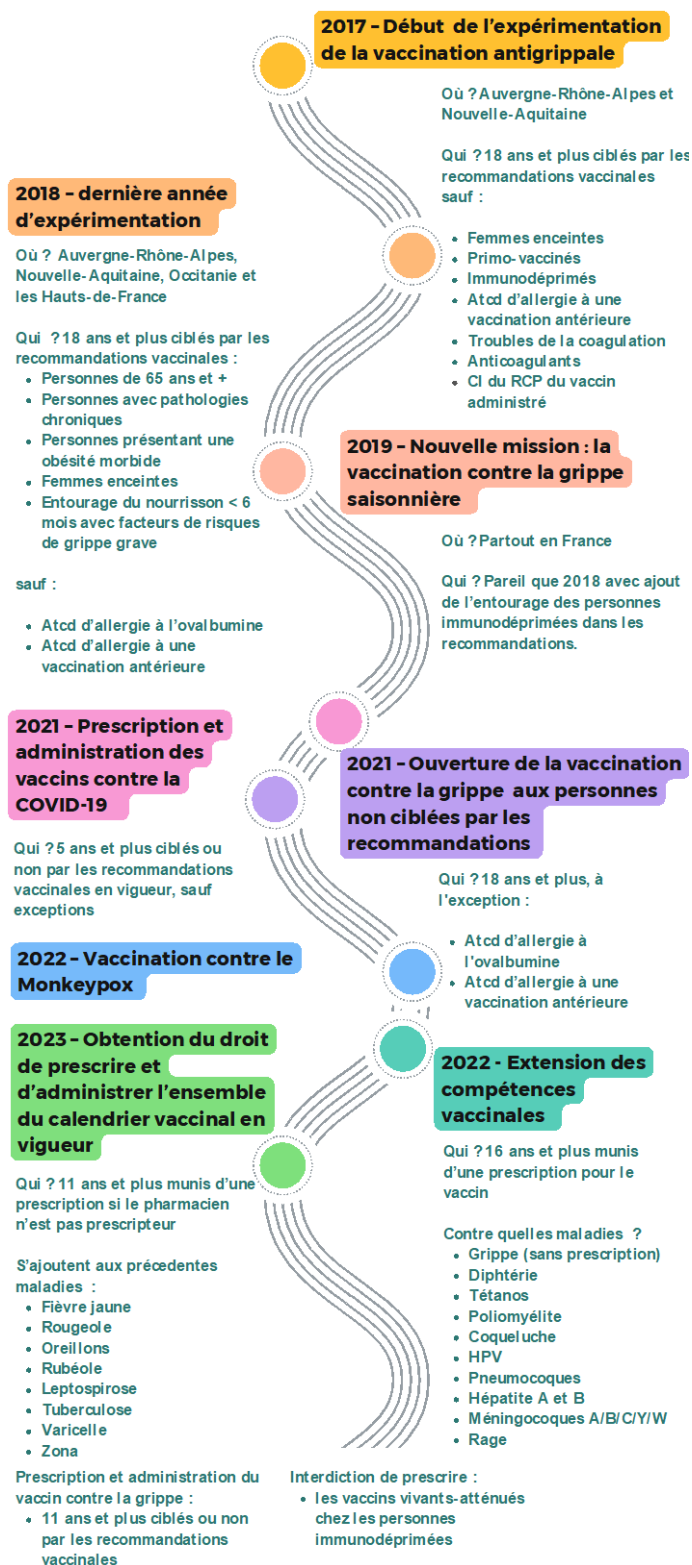 2017 – Début de l'expérimentation
de la vaccination antigrippale
Où ? Auvergne-Rhône-Alpes et
Nouvelle-Aquitaine
Qui ? 18 ans et plus ciblés par les
recommandations vaccinales
sauf :
• Femmes enceintes
• Primo-vaccinés
• Immunodéprimés
• Atcd d'allergie à une
vaccination antérieure
• Troubles de la coagulation
• Anticoagulants
• CI du RCP du vaccin
administré
2018 – dernière année
d'expérimentation
Où ? Auvergne-Rhône-Alpes,
Nouvelle-Aquitaine, Occitanie et
les Hauts-de-France
Qui ? 18 ans et plus ciblés par les
recommandations vaccinales :
• Personnes de 65 ans et +
• Personnes avec pathologies
chroniques
• Personnes présentant une
obésité morbide
• Femmes enceintes
• Entourage du nourrisson < 6
mois avec facteurs de risques
de grippe grave
sauf :
• Atcd d'allergie à l'ovalbumine
• Atcd d'allergie à une
vaccination antérieure
2019 – Nouvelle mission : la
vaccination contre la grippe
saisonnière
Où ? Partout en France
Qui ? Pareil que 2018 avec ajout
de l'entourage des personnes
immunodéprimées dans les
recommandations.
2021 – Prescription et
administration des
vaccins contre la
COVID-19
Qui ? 5 ans et plus ciblés ou
non par les recommandations
vaccinales en vigueur, sauf
exceptions
2021 – Ouverture de la vaccination
contre la grippe aux personnes
non ciblées par les
recommandations
Qui ? 18 ans et plus, à
l'exception :
• Atcd d'allergie à
l'ovalbumine
• Atcd d'allergie à une
vaccination antérieure
2022 – Vaccination contre le
Monkeypox
2022 - Extension des
compétences
vaccinales
Qui ? 16 ans et plus munis
d'une prescription pour le
vaccin
Contre quelles maladies ?
• Grippe (sans prescription)
• Diphtérie
• Tétanos
• Poliomyélite
• Coqueluche
• HPV
• Pneumocoques
• Hépatite A et B
• Méningocoques A/B/C/Y/W
• Rage
2023 – Obtention du droit
de prescrire et
d'administrer l'ensemble
du calendrier vaccinal en
vigueur
Qui ? 11 ans et plus munis d'une
prescription si le pharmacien
n'est pas prescripteur
S'ajoutent aux précedentes
maladies :
• Fièvre jaune
• Rougeole
• Oreillons
• Rubéole
• Leptospirose
• Tuberculose
• Varicelle
• Zona
Prescription et administration du
vaccin contre la grippe :
• 11 ans et plus ciblés ou non
par les recommandations
vaccinales
Interdiction de prescrire :
• les vaccins vivants-atténués
chez les personnes
immunodéprimées